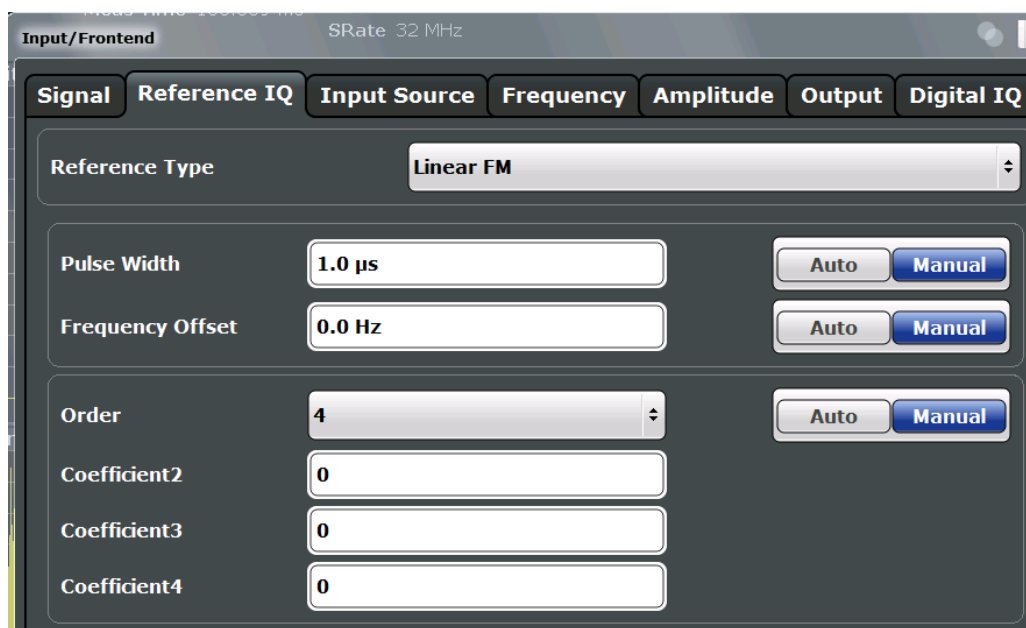 Input/Frontend
SRate 32 MHz
Signal Reference IQ Input Source Frequency Amplitude Output Digital IQ
Reference Type Linear FM
Pulse Width 1.0 µs Auto Manual
Frequency Offset 0.0 Hz Auto Manual
Order 4 Auto Manual
Coefficient2 0
Coefficient3 0
Coefficient4 0